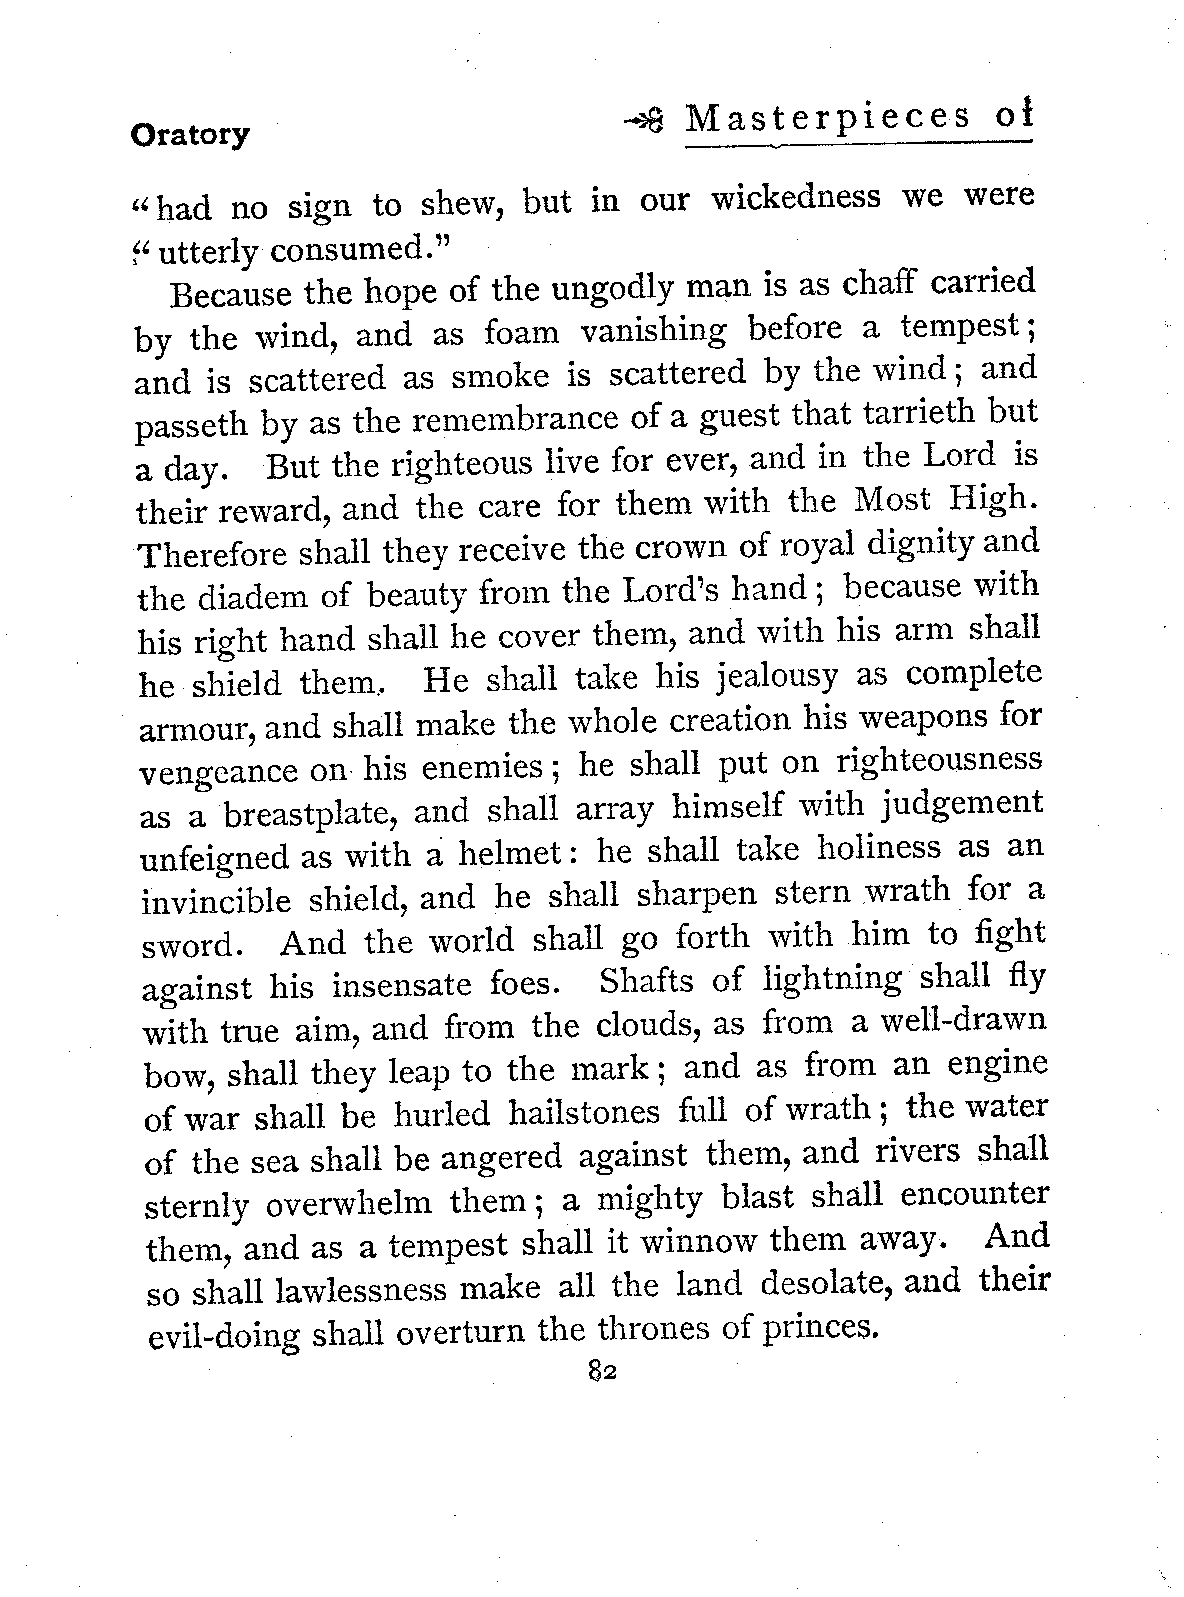 Oratory
Masterpieces of
“had no sign to shew, but in our wickedness we were
“utterly consumed.”
Because the hope of the ungodly man is as chaff carried
by the wind, and as foam vanishing before a tempest;
and is scattered as smoke is scattered by the wind; and
passeth by as the remembrance of a guest that tarrieth but
a day. But the righteous live for ever, and in the Lord is
their reward, and the care for them with the Most High.
Therefore shall they receive the crown of royal dignity and
the diadem of beauty from the Lord's hand; because with
his right hand shall he cover them, and with his arm shall
he shield them. He shall take his jealousy as complete
armour, and shall make the whole creation his weapons for
vengeance on his enemies; he shall put on righteousness
as a breastplate, and shall array himself with judgement
unfeigned as with a helmet: he shall take holiness as an
invincible shield, and he shall sharpen stern wrath for a
sword. And the world shall go forth with him to fight
against his insensate foes. Shafts of lightning shall fly
with true aim, and from the clouds, as from a well-drawn
bow, shall they leap to the mark; and as from an engine
of war shall be hurled hailstones full of wrath; the water
of the sea shall be angered against them, and rivers shall
sternly overwhelm them; a mighty blast shall encounter
them, and as a tempest shall it winnow them away. And
so shall lawlessness make all the land desolate, and their
evil-doing shall overturn the thrones of princes.
82